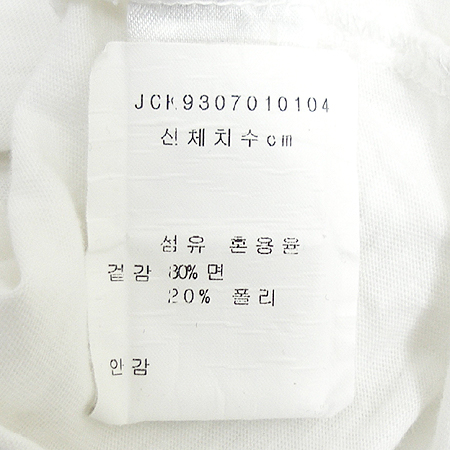 JCK9307010104
신체치수cm
섬유 혼용율
겉감 80% 면
20% 폴리
안감